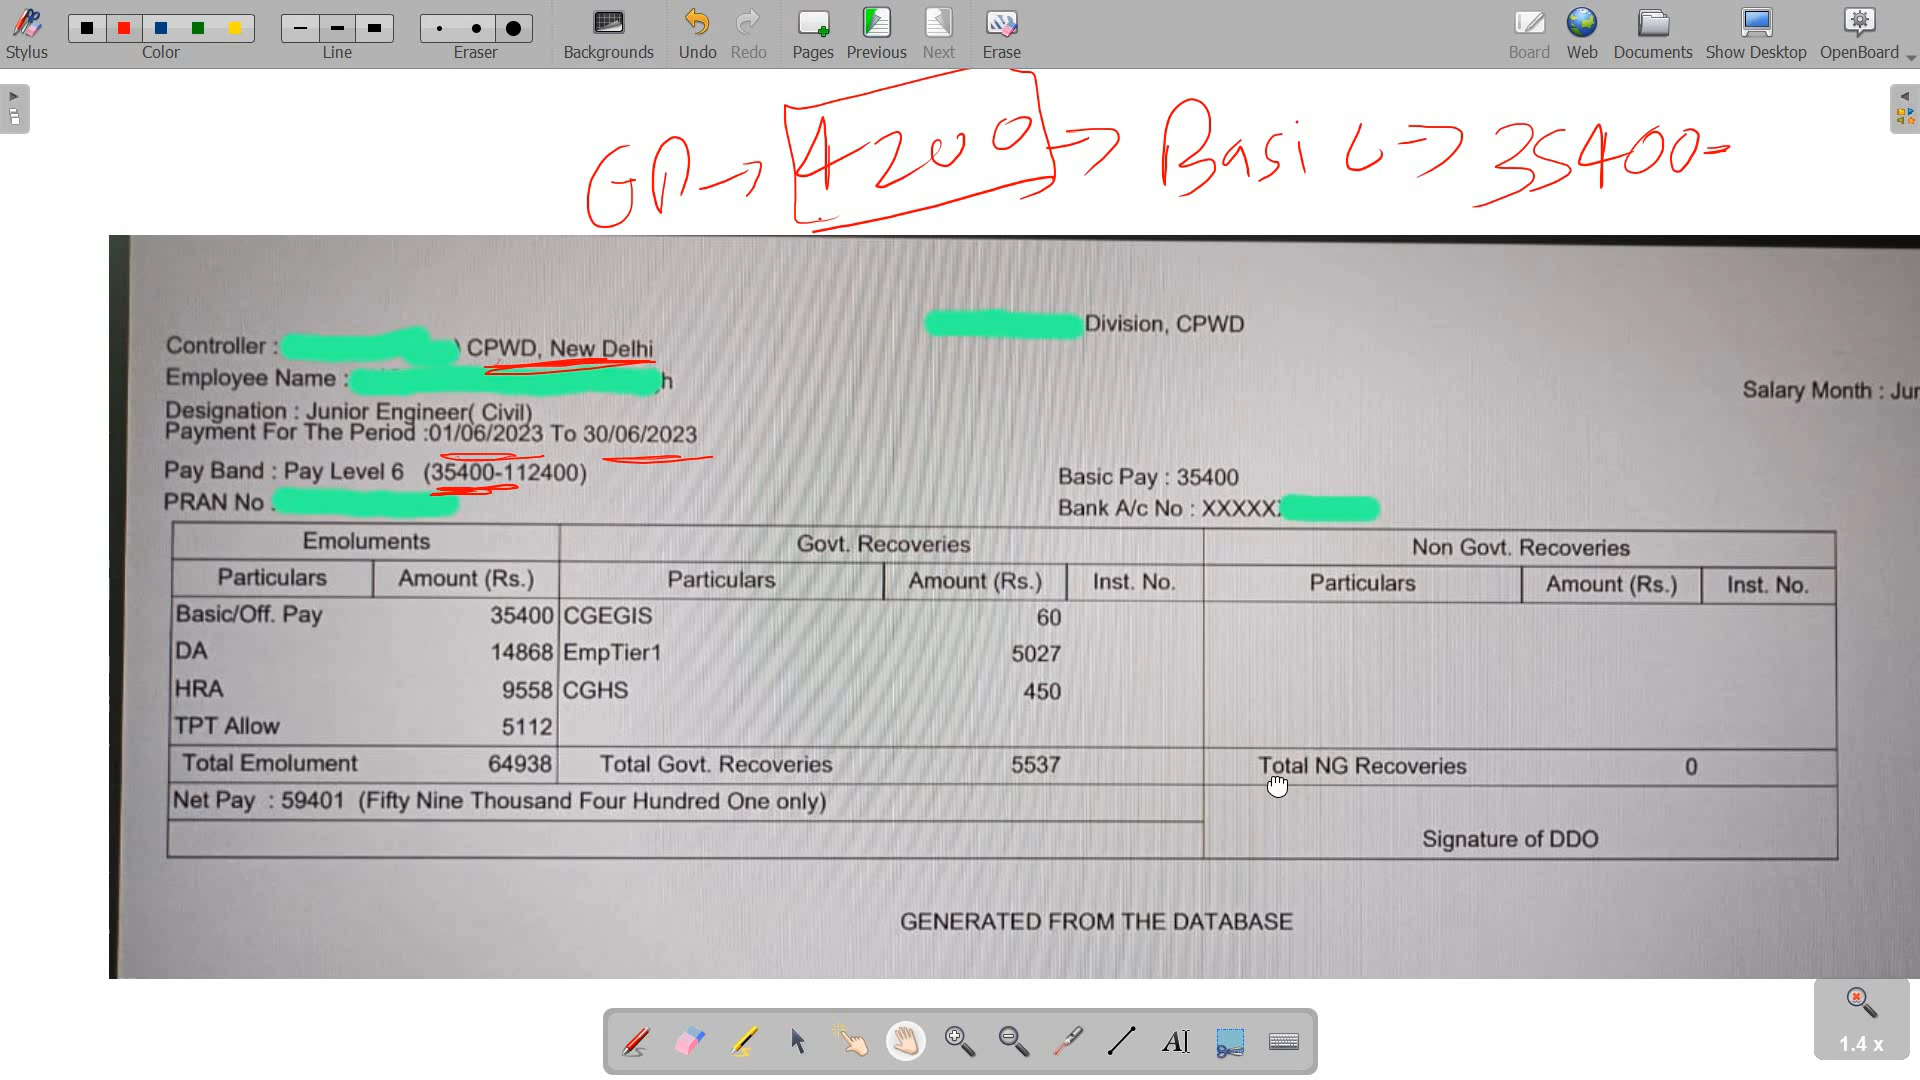 Stylus Color Line Eraser Backgrounds Undo Redo Pages Previous Next Erase Board Web Documents Show Desktop OpenBoard
GP → 4200 → Basic → 35400=
Division, CPWD
Controller : ) CPWD, New Delhi
Employee Name : h
Salary Month : Jun
Designation : Junior Engineer( Civil)
Payment For The Period :01/06/2023 To 30/06/2023
Pay Band : Pay Level 6 (35400-112400) Basic Pay : 35400
PRAN No : Bank A/c No : XXXXX
Emoluments Govt. Recoveries Non Govt. Recoveries
Particulars Amount (Rs.) Particulars Amount (Rs.) Inst. No. Particulars Amount (Rs.) Inst. No.
Basic/Off. Pay 35400 CGEGIS 60
DA 14868 EmpTier1 5027
HRA 9558 CGHS 450
TPT Allow 5112
Total Emolument 64938 Total Govt. Recoveries 5537 Total NG Recoveries 0
Net Pay : 59401 (Fifty Nine Thousand Four Hundred One only)
Signature of DDO
GENERATED FROM THE DATABASE
1.4 x